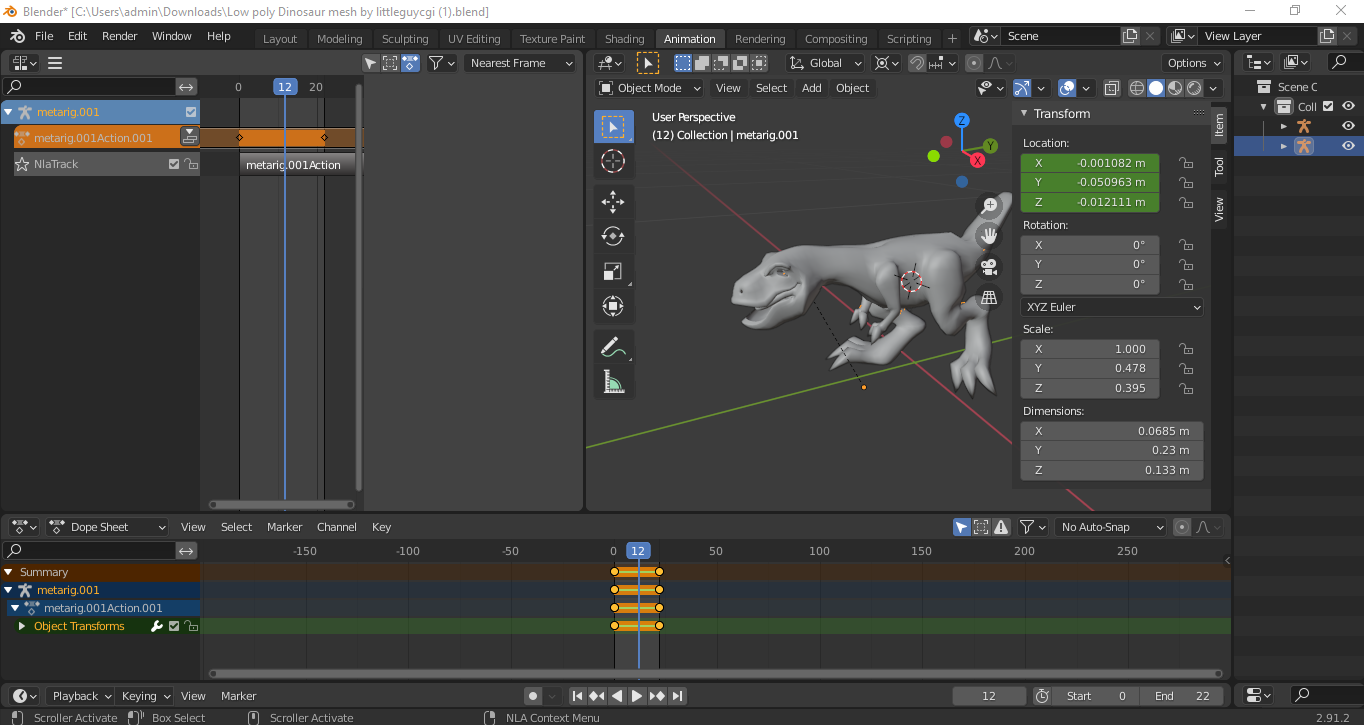 Blender* [C:\Users\admin\Downloads\Low poly Dinosaur mesh by littleguycgi (1).blend]
File Edit Render Window Help Layout Modeling Sculpting UV Editing Texture Paint Shading Animation Rendering Compositing Scripting + Scene View Layer
Nearest Frame Global Options
0 12 20 Object Mode View Select Add Object Scene C
metarig.001 User Perspective Transform Coll
(12) Collection | metarig.001
metarig.001Action.001
NlaTrack metarig.001Action
Z
Y
X
Location:
X -0.001082 m
Y -0.050963 m
Z -0.012111 m
Rotation:
X 0°
Y 0°
Z 0°
XYZ Euler
Scale:
X 1.000
Y 0.478
Z 0.395
Dimensions:
X 0.0685 m
Y 0.23 m
Z 0.133 m
Item
Tool
View
Dope Sheet View Select Marker Channel Key No Auto-Snap
-150 -100 -50 0 12 50 100 150 200 250
Summary
metarig.001
metarig.001Action.001
Object Transforms
Playback Keying View Marker 12 Start 0 End 22
Scroller Activate Box Select Scroller Activate NLA Context Menu 2.91.2